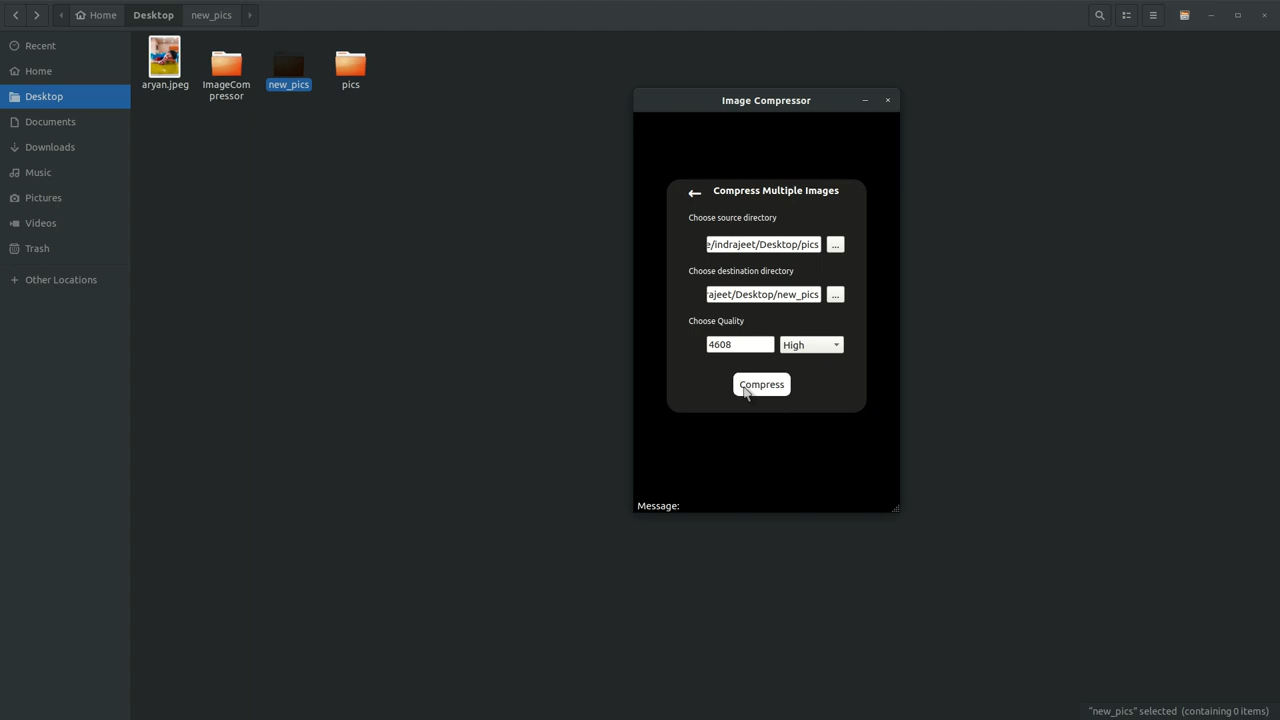 Home
Desktop
new_pics
Recent
Home
Desktop
Documents
Downloads
Music
Pictures
Videos
Trash
Other Locations
aryan.jpeg
ImageCom
pressor
new_pics
pics
Image Compressor
Compress Multiple Images
Choose source directory
e/indrajeet/Desktop/pics
...
Choose destination directory
rajeet/Desktop/new_pics
...
Choose Quality
4608
High
Compress
Message:
"new_pics" selected (containing 0 items)